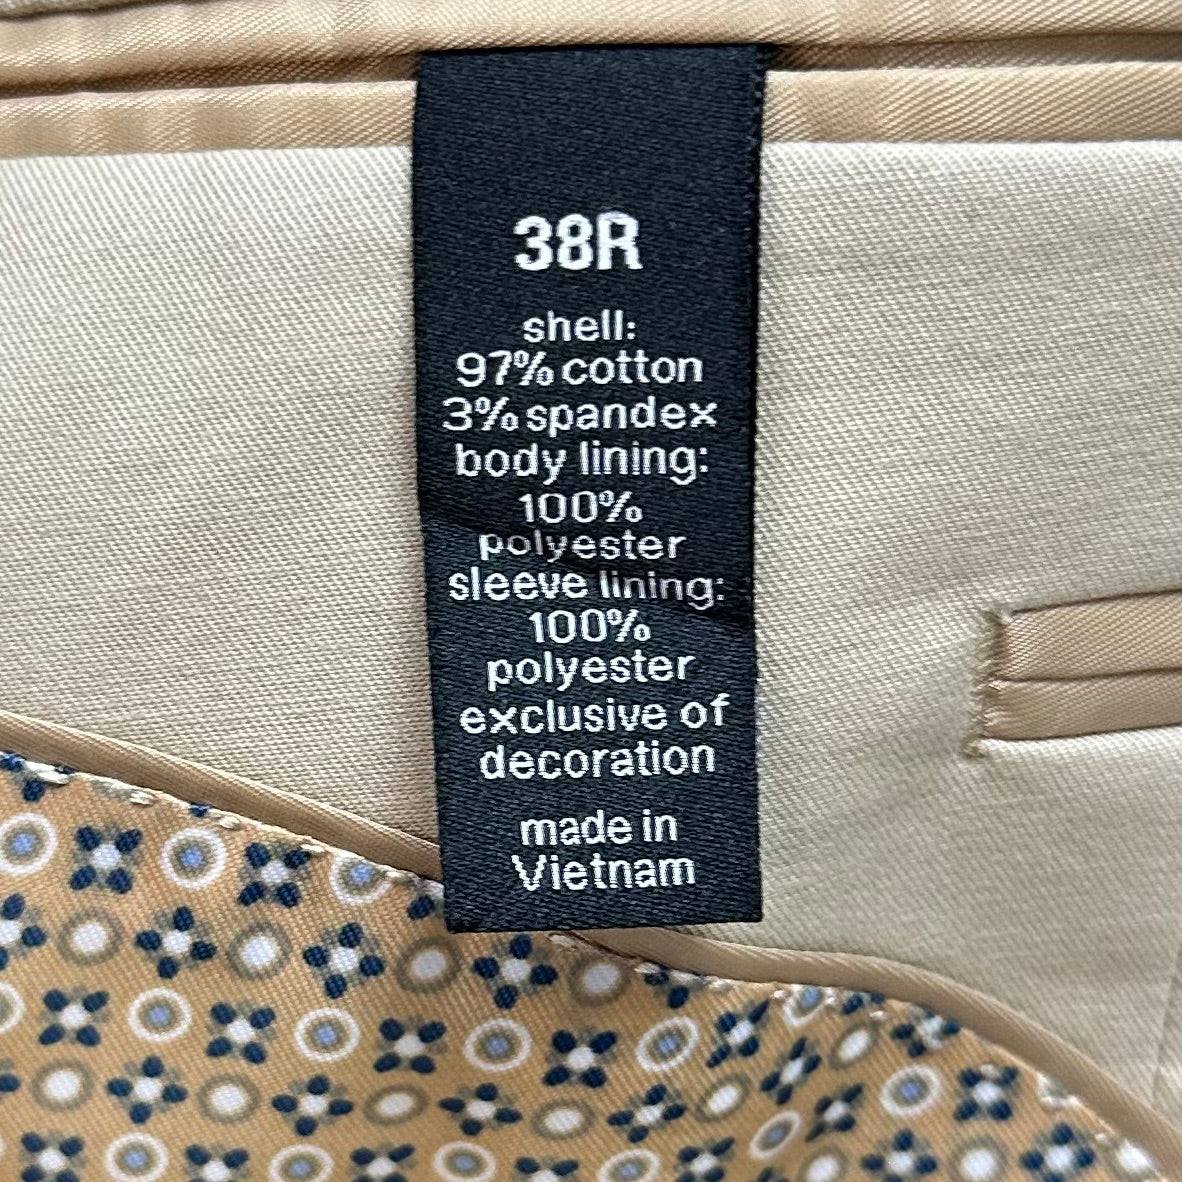 38R
shell:
97% cotton
3% spandex
body lining:
100%
polyester
sleeve lining:
100%
polyester
exclusive of
decoration
made in
Vietnam